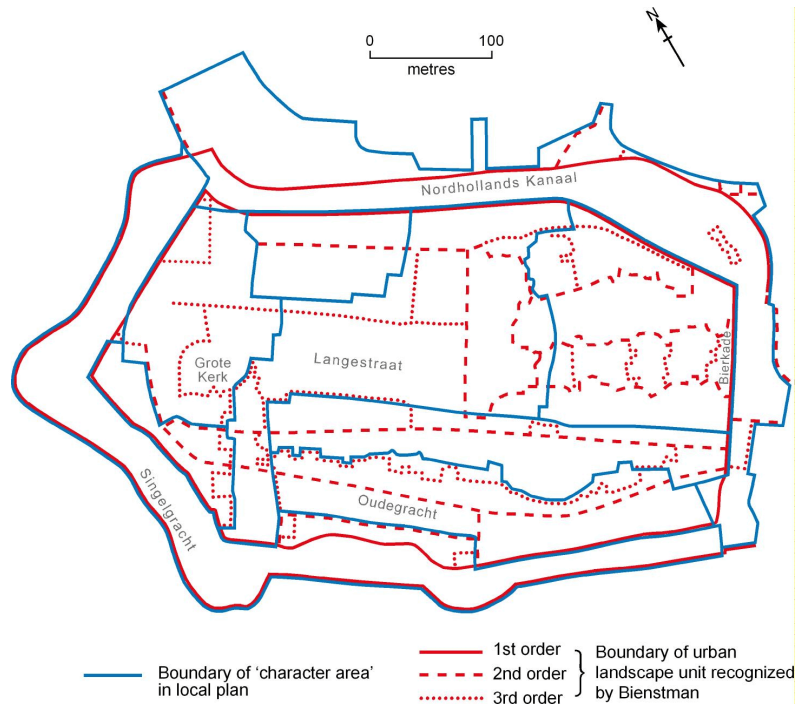 N
0 100
metres
Nordhollands Kanaal
Grote
Kerk
Langestraat
Bierkade
Singelgracht
Oudegracht
Boundary of 'character area'
in local plan
1st order
2nd order
3rd order
Boundary of urban
landscape unit recognized
by Bienstman